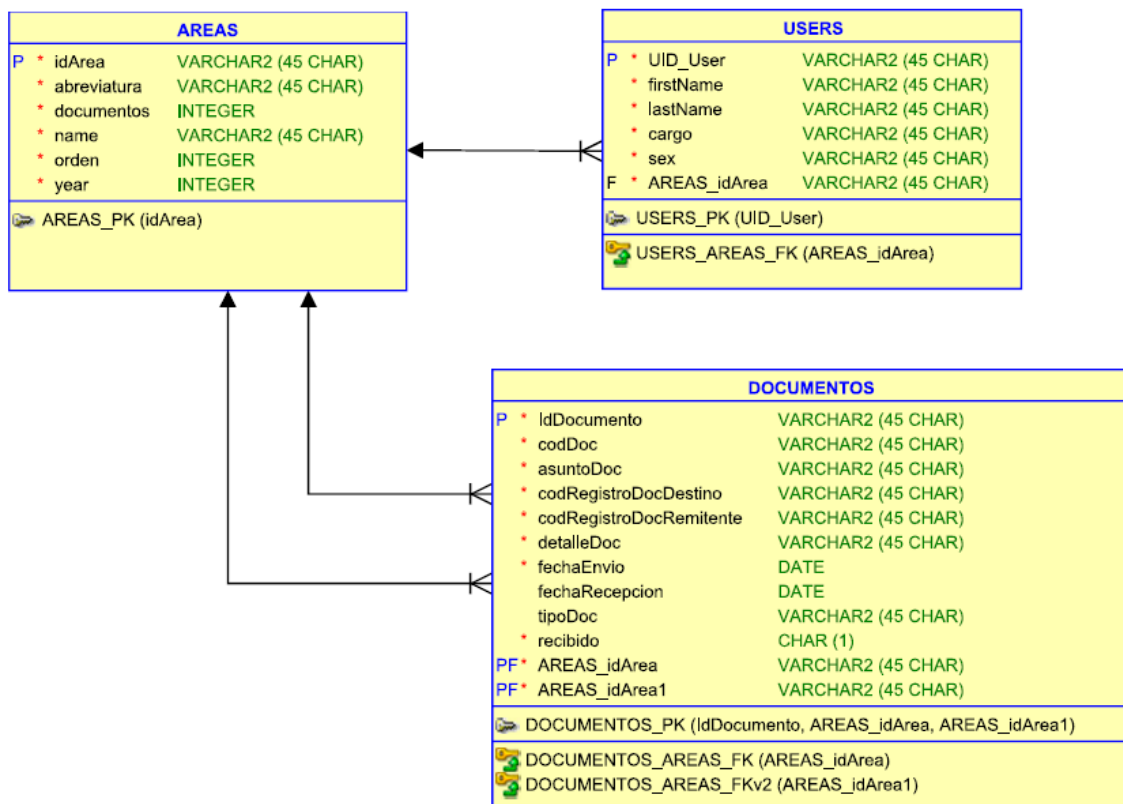 AREAS
P * idArea VARCHAR2 (45 CHAR)
* abreviatura VARCHAR2 (45 CHAR)
* documentos INTEGER
* name VARCHAR2 (45 CHAR)
* orden INTEGER
* year INTEGER
AREAS_PK (idArea)
USERS
P * UID_User VARCHAR2 (45 CHAR)
* firstName VARCHAR2 (45 CHAR)
* lastName VARCHAR2 (45 CHAR)
* cargo VARCHAR2 (45 CHAR)
* sex VARCHAR2 (45 CHAR)
F * AREAS_idArea VARCHAR2 (45 CHAR)
USERS_PK (UID_User)
USERS_AREAS_FK (AREAS_idArea)
DOCUMENTOS
P * IdDocumento VARCHAR2 (45 CHAR)
* codDoc VARCHAR2 (45 CHAR)
* asuntoDoc VARCHAR2 (45 CHAR)
* codRegistroDocDestino VARCHAR2 (45 CHAR)
* codRegistroDocRemitente VARCHAR2 (45 CHAR)
* detalleDoc VARCHAR2 (45 CHAR)
* fechaEnvio DATE
fechaRecepcion DATE
tipoDoc VARCHAR2 (45 CHAR)
* recibido CHAR (1)
PF * AREAS_idArea VARCHAR2 (45 CHAR)
PF * AREAS_idArea1 VARCHAR2 (45 CHAR)
DOCUMENTOS_PK (IdDocumento, AREAS_idArea, AREAS_idArea1)
DOCUMENTOS_AREAS_FK (AREAS_idArea)
DOCUMENTOS_AREAS_FKv2 (AREAS_idArea1)